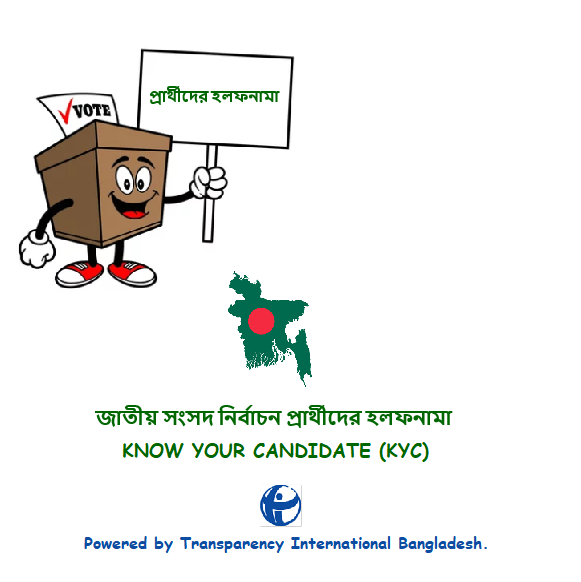 VOTE
প্রার্থীদের হলফনামা
জাতীয় সংসদ নির্বাচন প্রার্থীদের হলফনামা
KNOW YOUR CANDIDATE (KYC)
Powered by Transparency International Bangladesh.